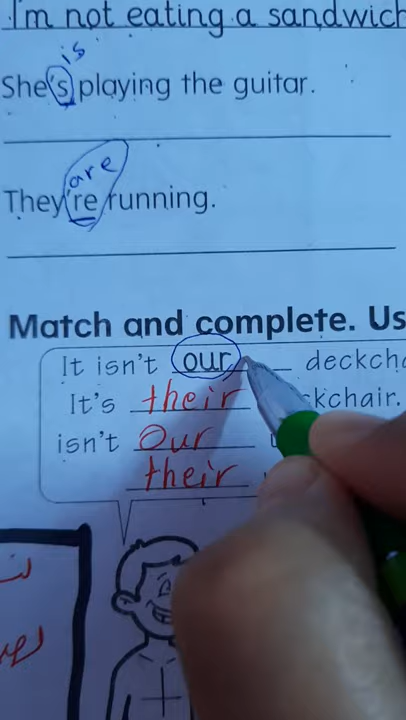 I'm not eating a sandwich
is
She's playing the guitar.
are
They're running.
Match and complete. Us
It isn't our deckch
It's their kchair.
isn't Our
their